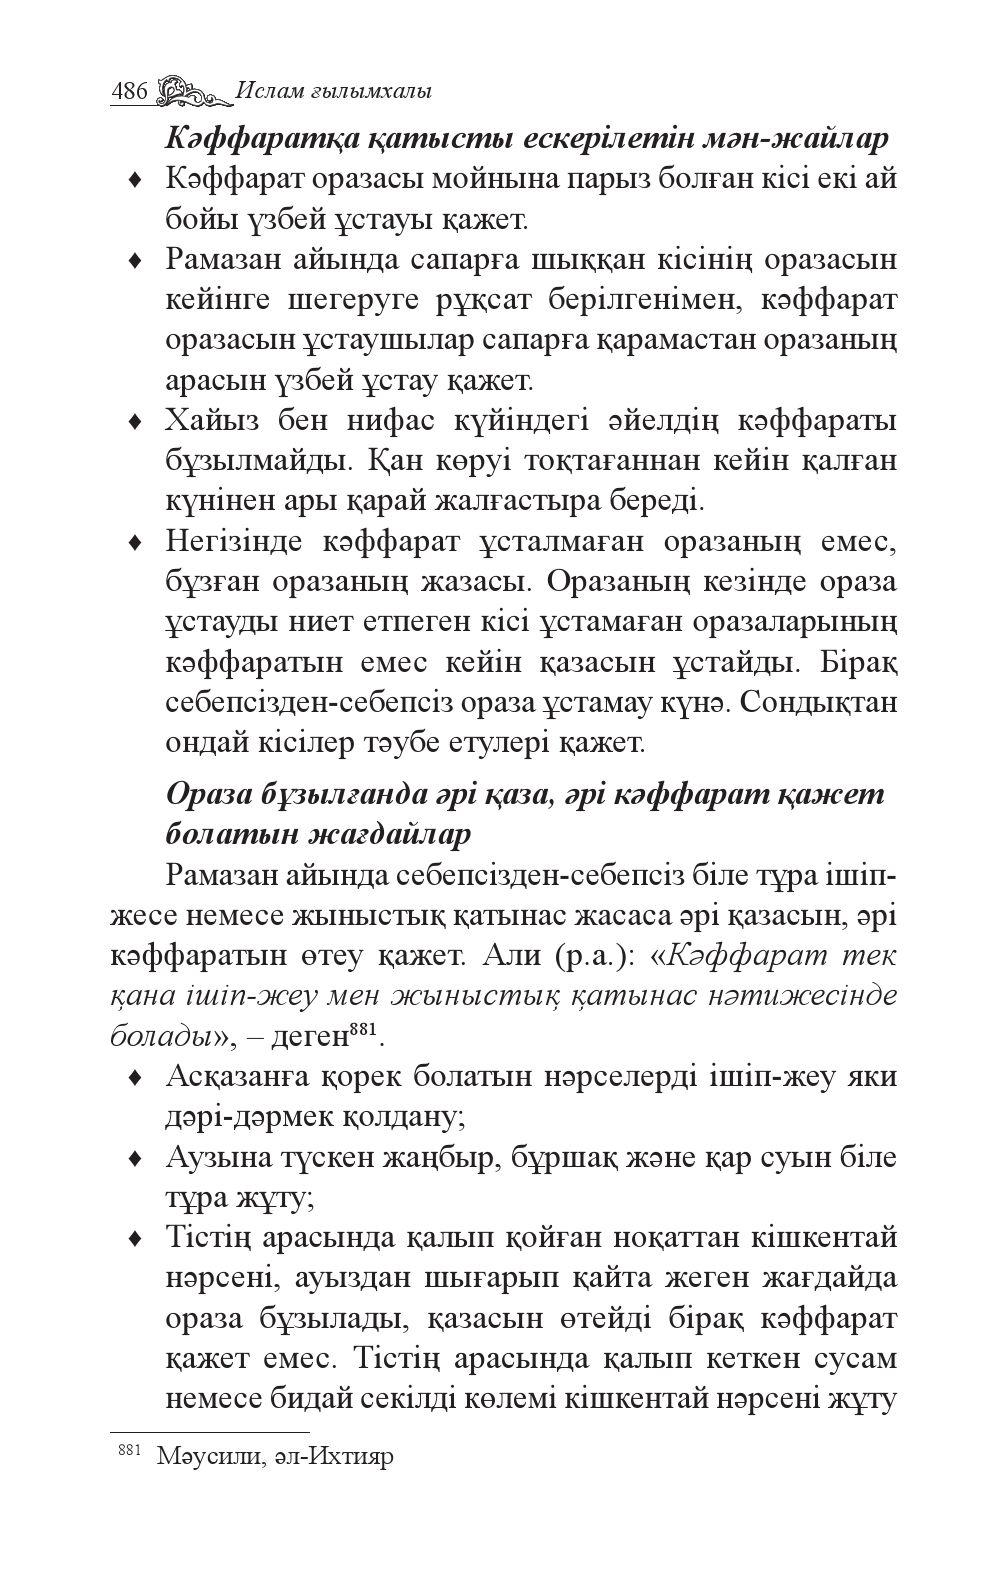 486 Ислам ғылымхалы
Кәффаратқа қатысты ескерілетін мән-жайлар
♦ Кәффарат оразасы мойнына парыз болған кісі екі ай
бойы үзбей ұстауы қажет.
♦ Рамазан айында сапарға шыққан кісінің оразасын
кейінге шегеруге рұқсат берілгенімен, кәффарат
оразасын ұстаушылар сапарға қарамастан оразаның
арасын үзбей ұстау қажет.
♦ Хайыз бен нифас күйіндегі әйелдің кәффараты
бұзылмайды. Қан көруі тоқтағаннан кейін қалған
күнінен ары қарай жалғастыра береді.
♦ Негізінде кәффарат ұсталмаған оразаның емес,
бұзған оразаның жазасы. Оразаның кезінде ораза
ұстауды ниет етпеген кісі ұстамаған оразаларының
кәффаратын емес кейін қазасын ұстайды. Бірақ
себепсізден-себепсіз ораза ұстамау күнә. Сондықтан
ондай кісілер тәубе етулері қажет.
Ораза бұзылғанда әрі қаза, әрі кәффарат қажет
болатын жағдайлар
Рамазан айында себепсізден-себепсіз біле тұра ішіп-
жесе немесе жыныстық қатынас жасаса әрі қазасын, әрі
кәффаратын өтеу қажет. Али (р.а.): «Кәффарат тек
қана ішіп-жеу мен жыныстық қатынас нәтижесінде
болады», – деген881.
♦ Асқазанға қорек болатын нәрселерді ішіп-жеу яки
дәрі-дәрмек қолдану;
♦ Аузына түскен жаңбыр, бұршақ және қар суын біле
тұра жұту;
♦ Тістің арасында қалып қойған ноқаттан кішкентай
нәрсені, ауыздан шығарып қайта жеген жағдайда
ораза бұзылады, қазасын өтейді бірақ кәффарат
қажет емес. Тістің арасында қалып кеткен сусам
немесе бидай секілді көлемі кішкентай нәрсені жұту
881 Мәусили, әл-Ихтияр